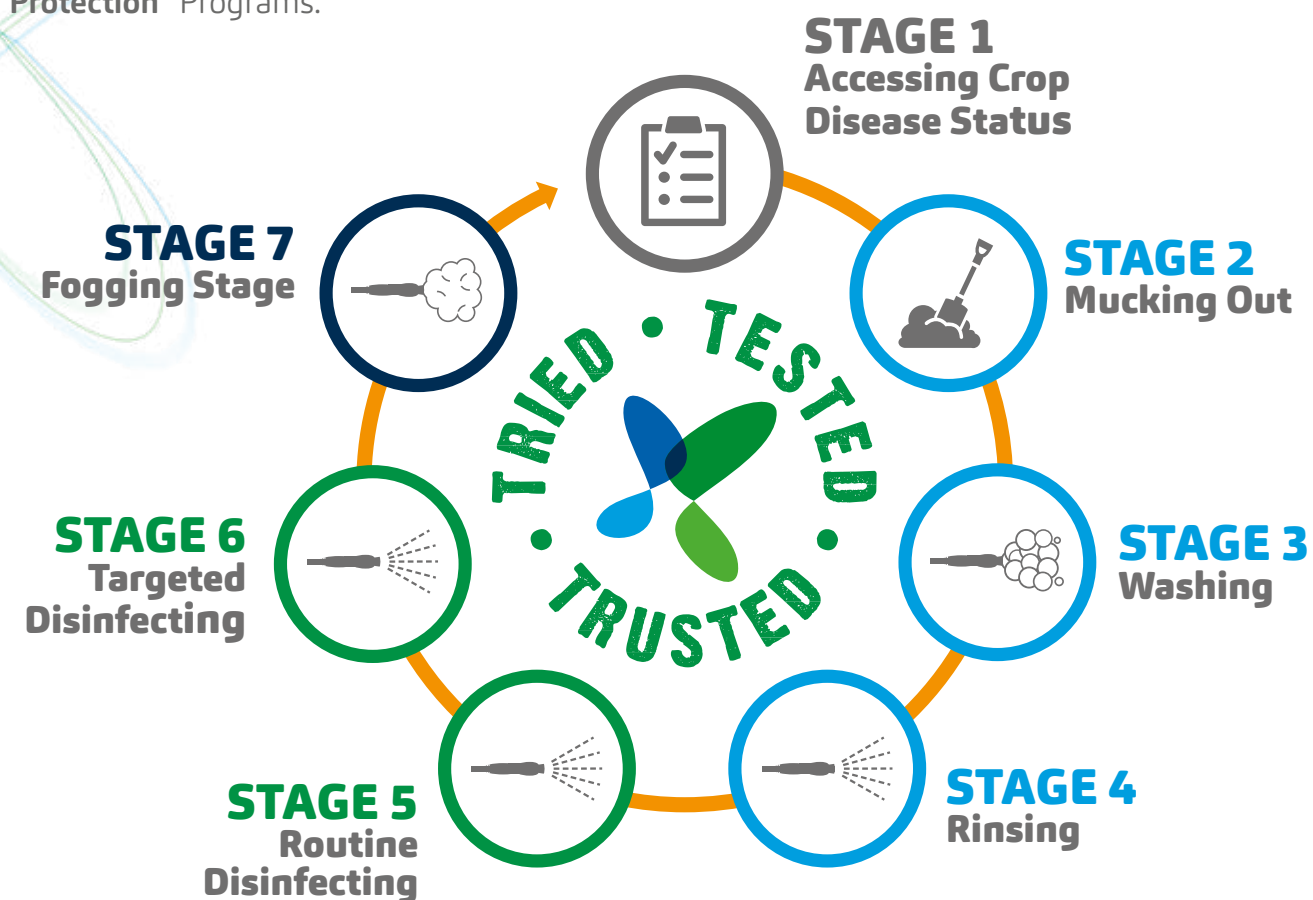 Protection" Programs.
STAGE 1
Accessing Crop
Disease Status
STAGE 2
Mucking Out
STAGE 3
Washing
STAGE 4
Rinsing
STAGE 5
Routine
Disinfecting
STAGE 6
Targeted
Disinfecting
STAGE 7
Fogging Stage
TRIED • TESTED • TRUSTED •